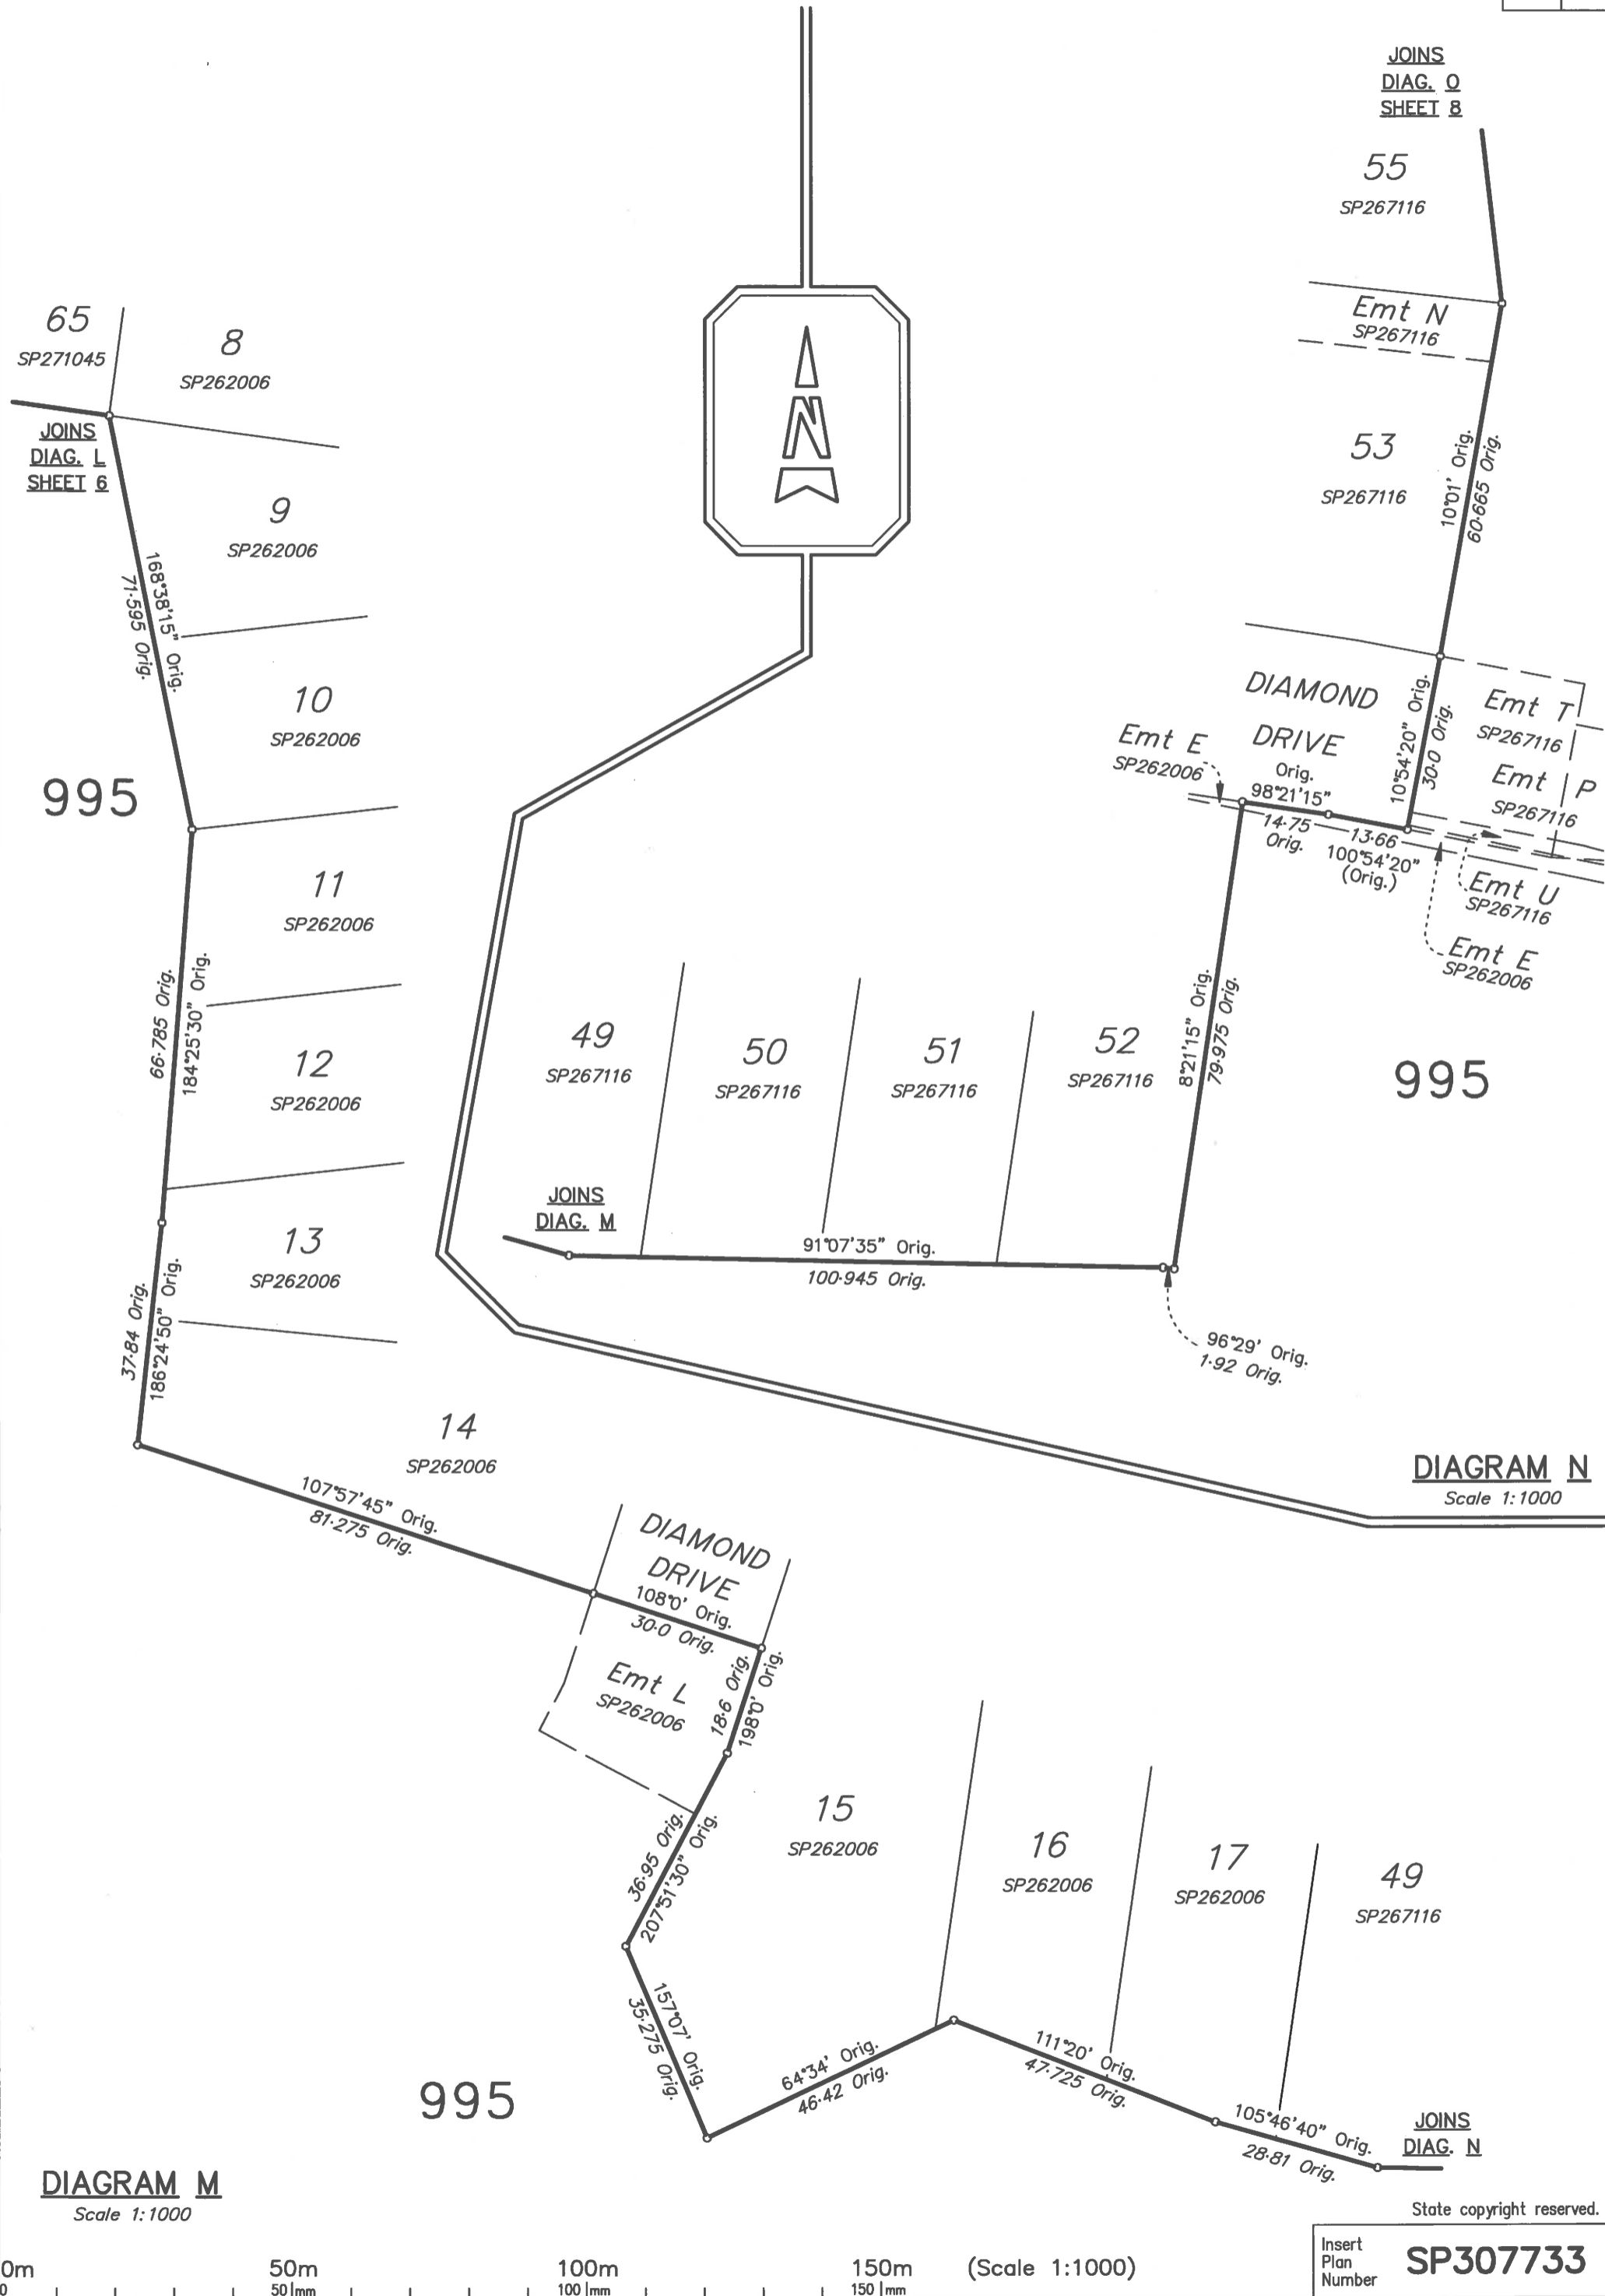 JOINS
DIAG. O
SHEET 8
55
SP267116
Emt N
SP267116
53
SP267116
10°01' Orig.
60·665 Orig.
65
SP271045
8
SP262006
JOINS
DIAG. L
SHEET 6
9
SP262006
168°38'15" Orig.
71·595 Orig.
10
SP262006
995
11
SP262006
66·785 Orig.
184°25'30" Orig.
12
SP262006
13
SP262006
37·84 Orig.
186°24'50" Orig.
14
SP262006
107°57'45" Orig.
81·275 Orig.
N
DIAMOND
DRIVE
Emt E
SP262006
Orig.
98°21'15"
14·75
Orig.
13·66
100°54'20"
(Orig.)
10°54'20" Orig.
30·0 Orig.
Emt T
SP267116
Emt P
SP267116
Emt U
SP267116
Emt E
SP262006
49
SP267116
50
SP267116
51
SP267116
52
SP267116
8°21'15" Orig.
79·975 Orig.
995
JOINS
DIAG. M
91°07'35" Orig.
100·945 Orig.
96°29' Orig.
1·92 Orig.
DIAGRAM N
Scale 1:1000
DIAMOND
DRIVE
108°0' Orig.
30·0 Orig.
Emt L
SP262006
18·6 Orig.
198°0' Orig.
36·95 Orig.
207°51'30" Orig.
15
SP262006
16
SP262006
17
SP262006
49
SP267116
157°07' Orig.
35·275 Orig.
64°34' Orig.
46·42 Orig.
111°20' Orig.
47·725 Orig.
105°46'40" Orig.
28·81 Orig.
JOINS
DIAG. N
995
DIAGRAM M
Scale 1:1000
State copyright reserved.
Insert
Plan
Number
SP307733
0m 50m 100m 150m (Scale 1:1000)
0 50mm 100mm 150mm